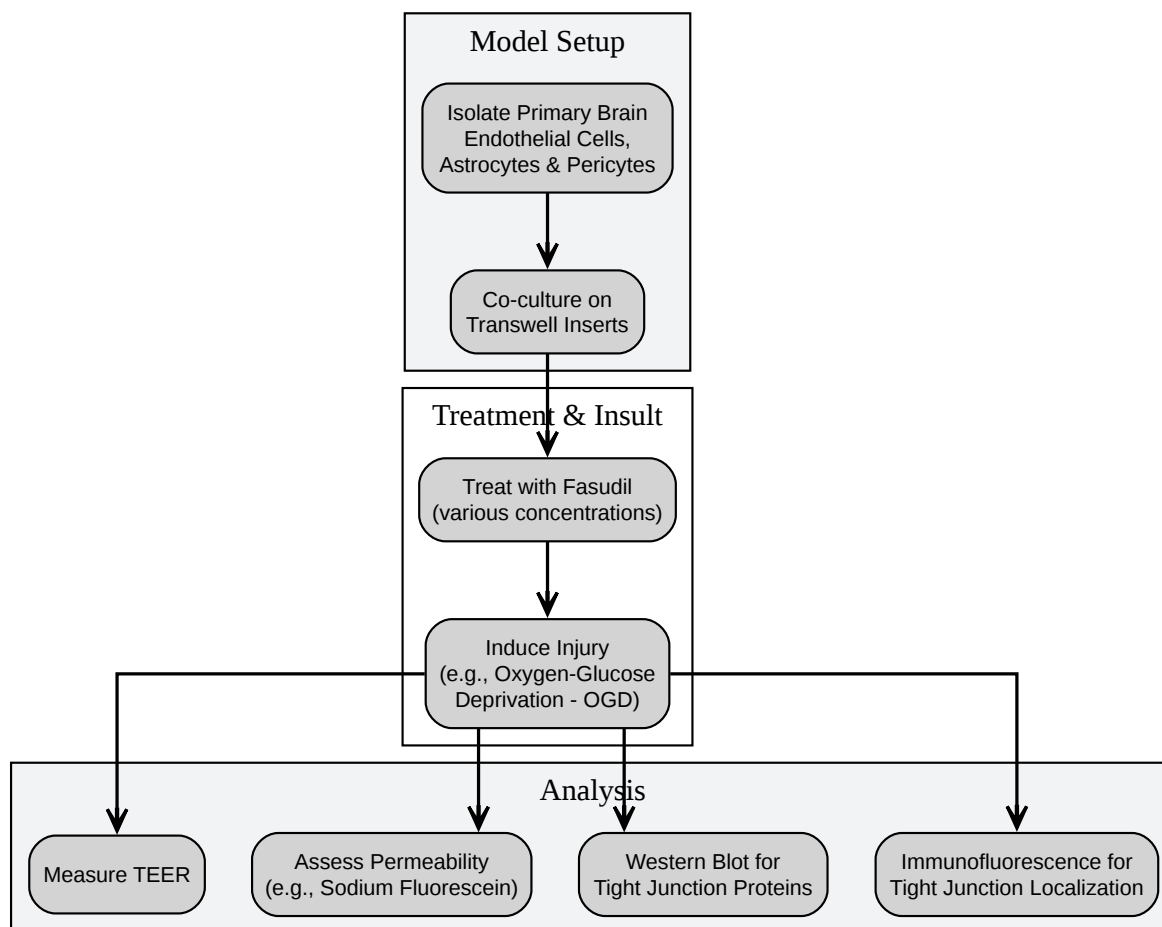 Model Setup
Isolate Primary Brain
Endothelial Cells,
Astrocytes & Pericytes
Co-culture on
Transwell Inserts
Treatment & Insult
Treat with Fasudil
(various concentrations)
Induce Injury
(e.g., Oxygen-Glucose
Deprivation - OGD)
Analysis
Measure TEER
Assess Permeability
(e.g., Sodium Fluorescein)
Western Blot for
Tight Junction Proteins
Immunofluorescence for
Tight Junction Localization